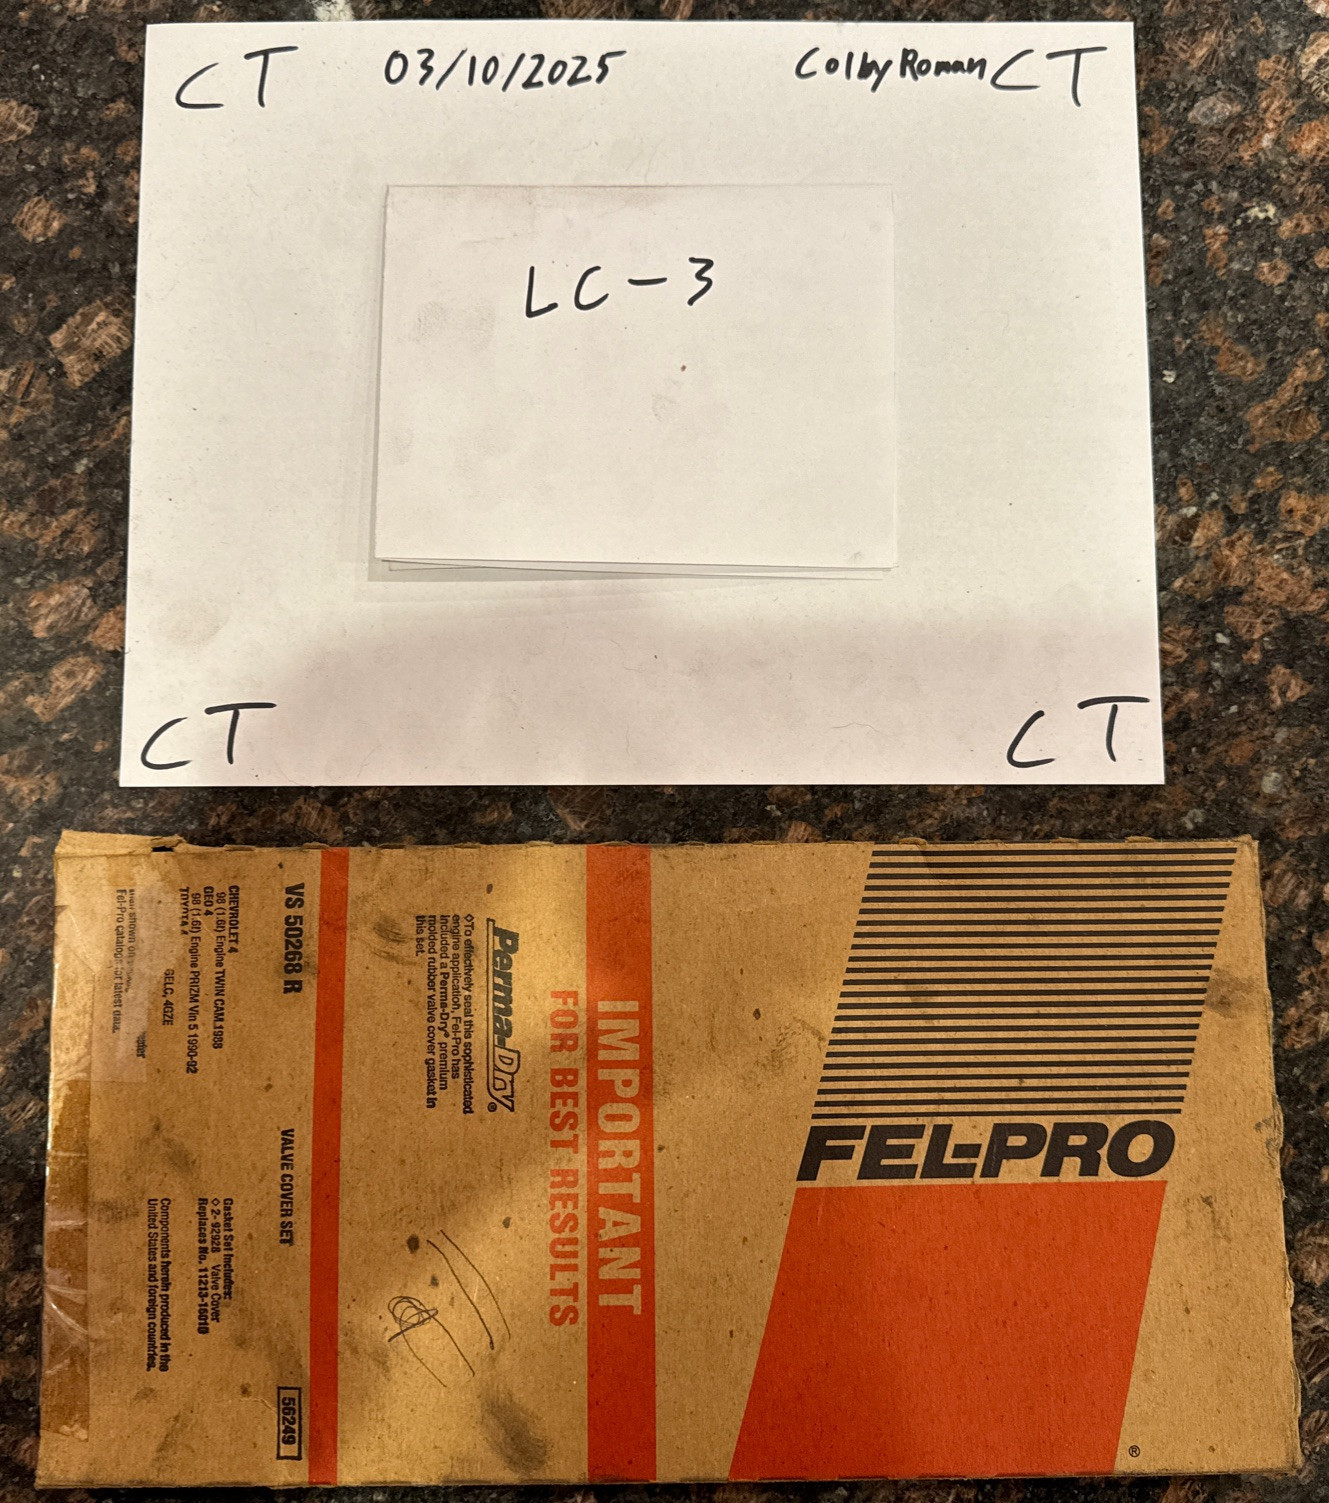 CT 03/10/2025 Colby Roman CT
LC-3
CT CT
FEL-PRO
®
IMPORTANT
FOR BEST RESULTS
Perma-Dry®
◊To effectively seal this sophisticated
engine application, Fel-Pro has
included a Perma-Dry® premium
molded rubber valve cover gasket in
this set.
VS 50268 R VALVE COVER SET 56249
CHEVROLET 4
98 (1.6l) Engine TWIN CAM 1988
GEO 4
98 (1.6l) Engine PRIZM Vin 5 1990-92
TOYOTA 4
Fel-Pro catalogs for latest data.
Gasket Set Includes:
◊ 2- 92928 Valve Cover
Replaces No. 11213-16010
Components herein produced in the
United States and foreign countries.